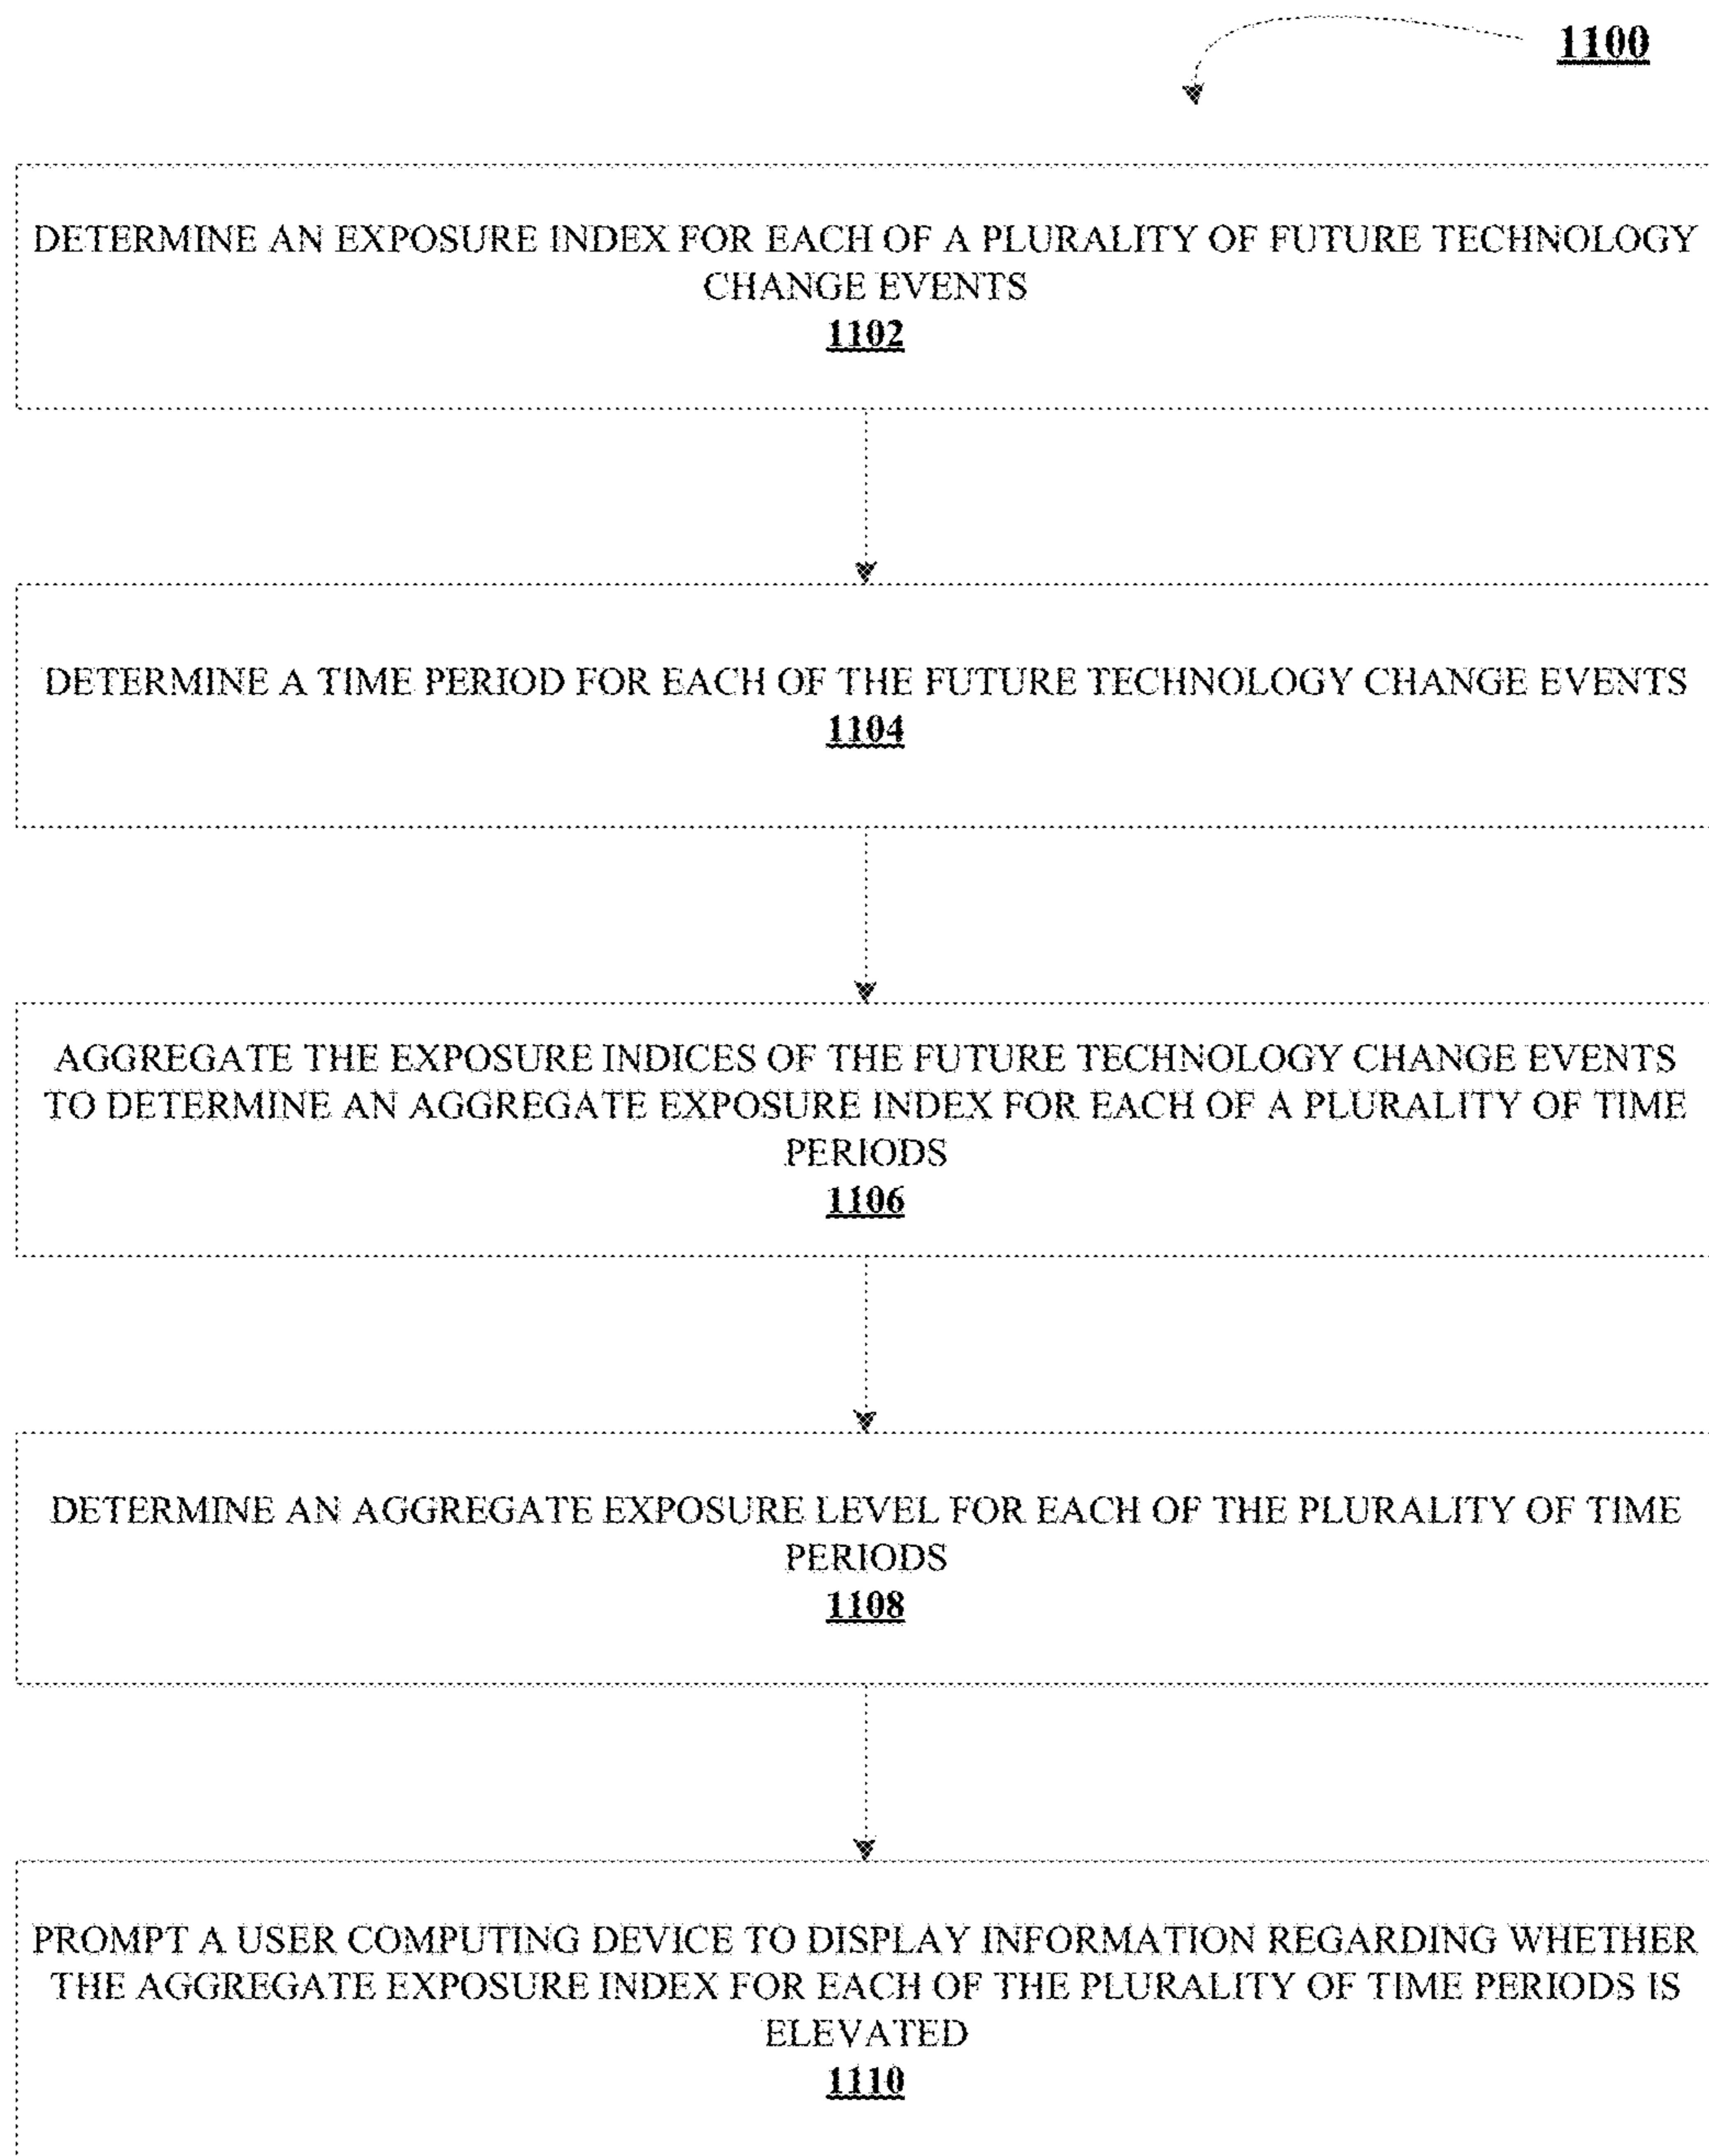 1100
DETERMINE AN EXPOSURE INDEX FOR EACH OF A PLURALITY OF FUTURE TECHNOLOGY
CHANGE EVENTS
1102
DETERMINE A TIME PERIOD FOR EACH OF THE FUTURE TECHNOLOGY CHANGE EVENTS
1104
AGGREGATE THE EXPOSURE INDICES OF THE FUTURE TECHNOLOGY CHANGE EVENTS
TO DETERMINE AN AGGREGATE EXPOSURE INDEX FOR EACH OF A PLURALITY OF TIME
PERIODS
1106
DETERMINE AN AGGREGATE EXPOSURE LEVEL FOR EACH OF THE PLURALITY OF TIME
PERIODS
1108
PROMPT A USER COMPUTING DEVICE TO DISPLAY INFORMATION REGARDING WHETHER
THE AGGREGATE EXPOSURE INDEX FOR EACH OF THE PLURALITY OF TIME PERIODS IS
ELEVATED
1110